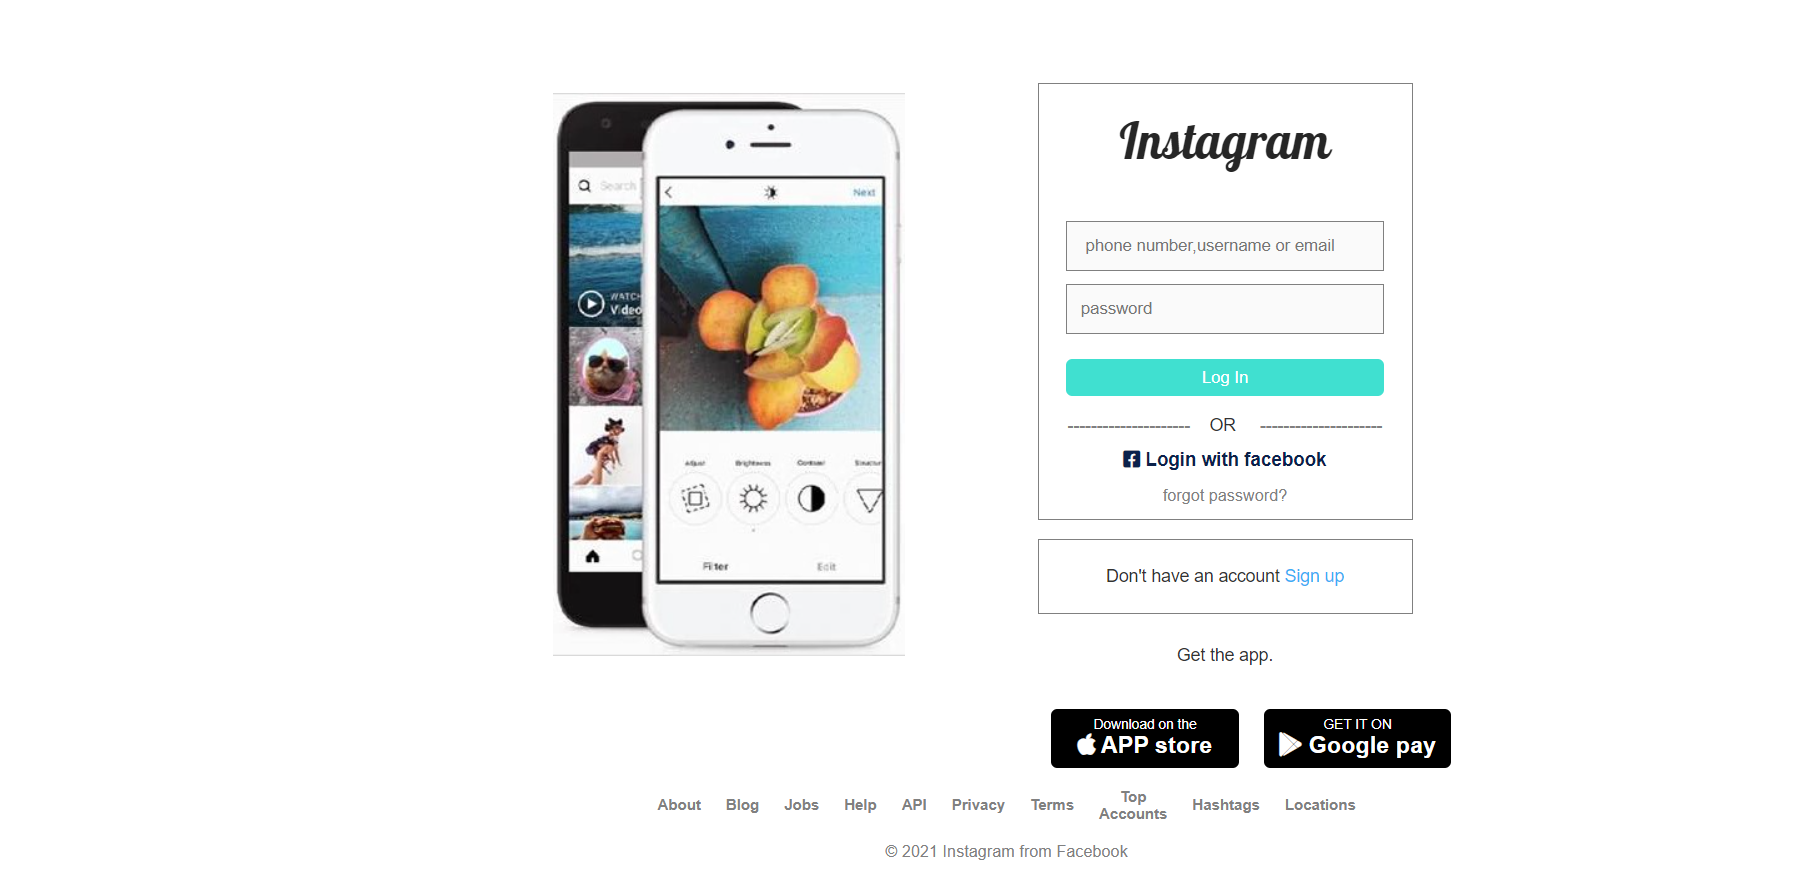 Search
WATCH
Video
Next
Adjust
Brightness
Contrast
Structur
Filter
Edit
Instagram
phone number,username or email
password
Log In
--------------------- OR ---------------------
Login with facebook
forgot password?
Don't have an account Sign up
Get the app.
Download on the
APP store
GET IT ON
Google pay
About Blog Jobs Help API Privacy Terms Top Accounts Hashtags Locations
© 2021 Instagram from Facebook